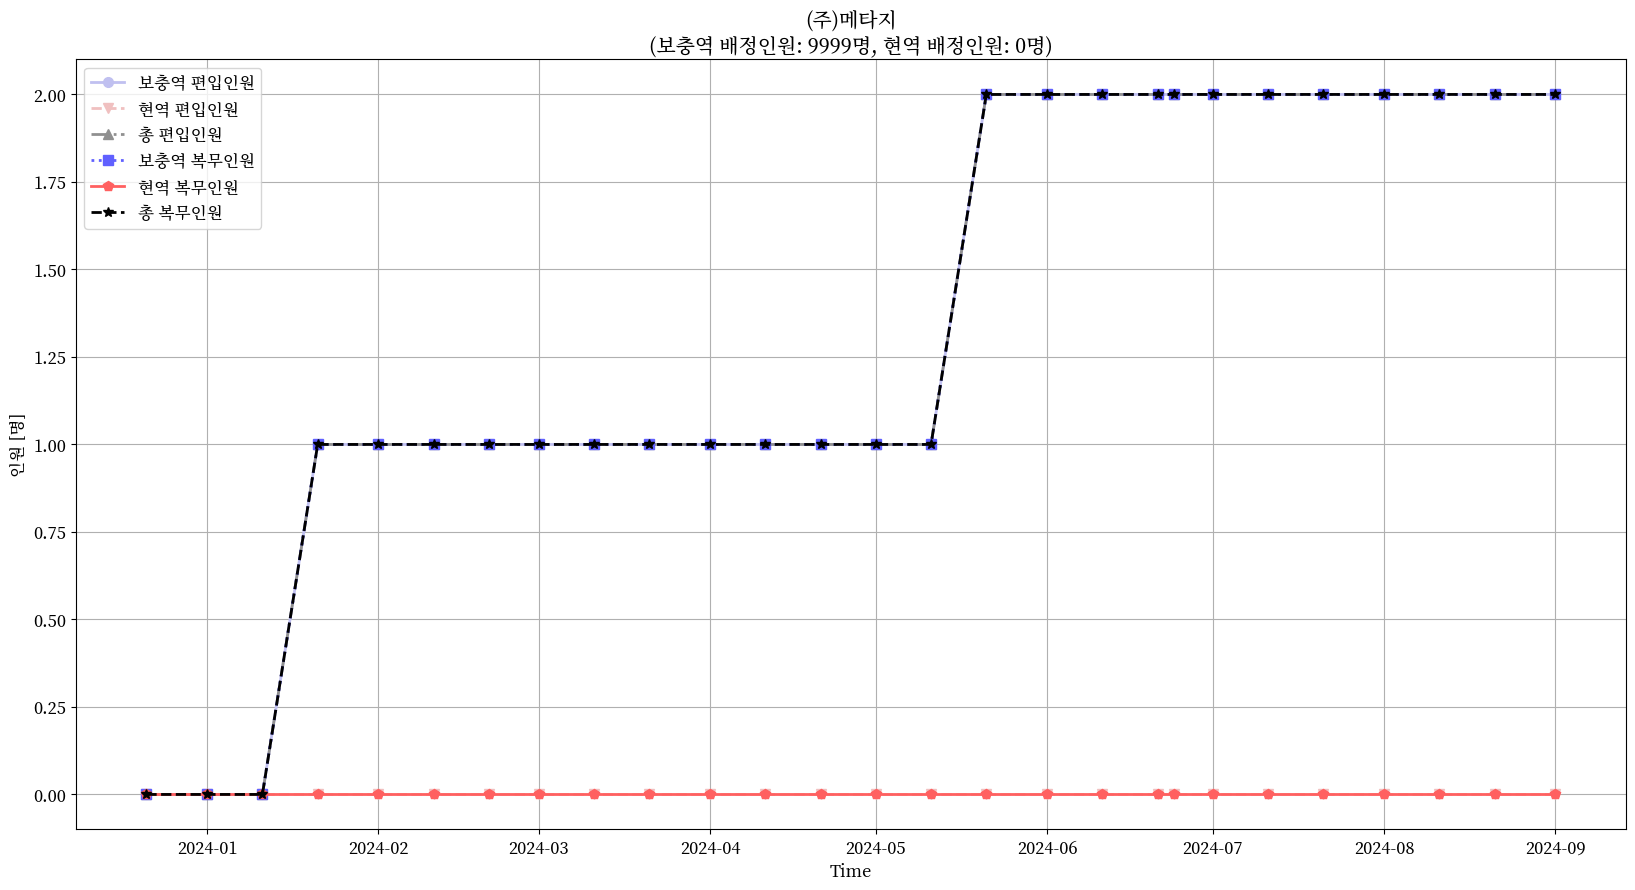 (주)메타지
(보충역 배정인원: 9999명, 현역 배정인원: 0명)
보충역 편입인원
현역 편입인원
총 편입인원
보충역 복무인원
현역 복무인원
총 복무인원
2.00
1.75
1.50
1.25
1.00
0.75
0.50
0.25
0.00
인원 [명]
2024-01
2024-02
2024-03
2024-04
2024-05
2024-06
2024-07
2024-08
2024-09
Time